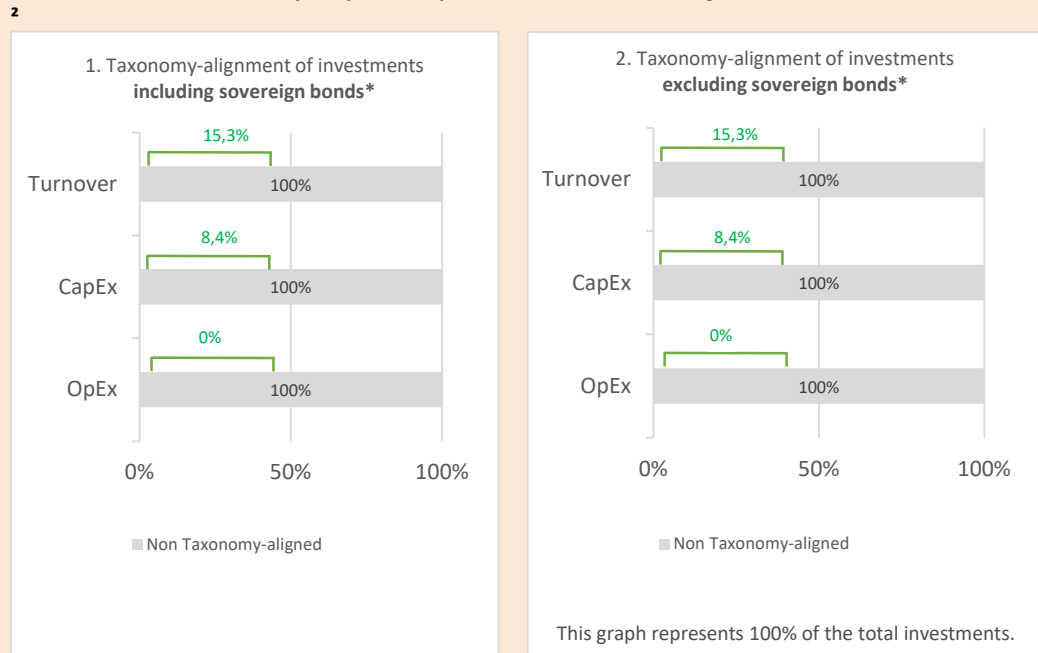 2
1. Taxonomy-alignment of investments
including sovereign bonds*
15,3%
Turnover
100%
8,4%
CapEx
100%
0%
OpEx
100%
0%
50%
100%
Non Taxonomy-aligned
2. Taxonomy-alignment of investments
excluding sovereign bonds*
15,3%
Turnover
100%
8,4%
CapEx
100%
0%
OpEx
100%
0%
50%
100%
Non Taxonomy-aligned
This graph represents 100% of the total investments.